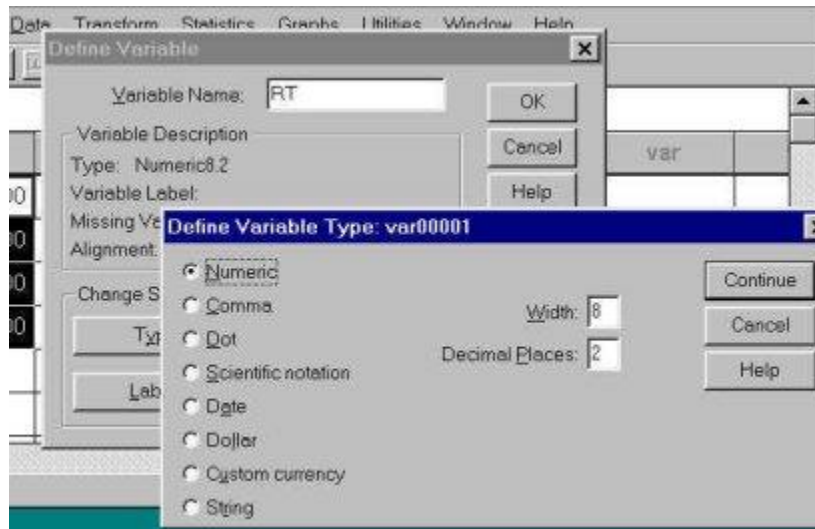 Data Transform Statistics Graphs Utilities Window Help
Define Variable
Variable Name: RT
OK
Variable Description
Cancel
Type: Numeric8.2
var
Variable Label:
Help
Missing
Alignment:
Change
Define Variable Type: var00001
Numeric
Comma
Dot
Scientific notation
Date
Dollar
Custom currency
String
Width: 8
Decimal Places: 2
Continue
Cancel
Help